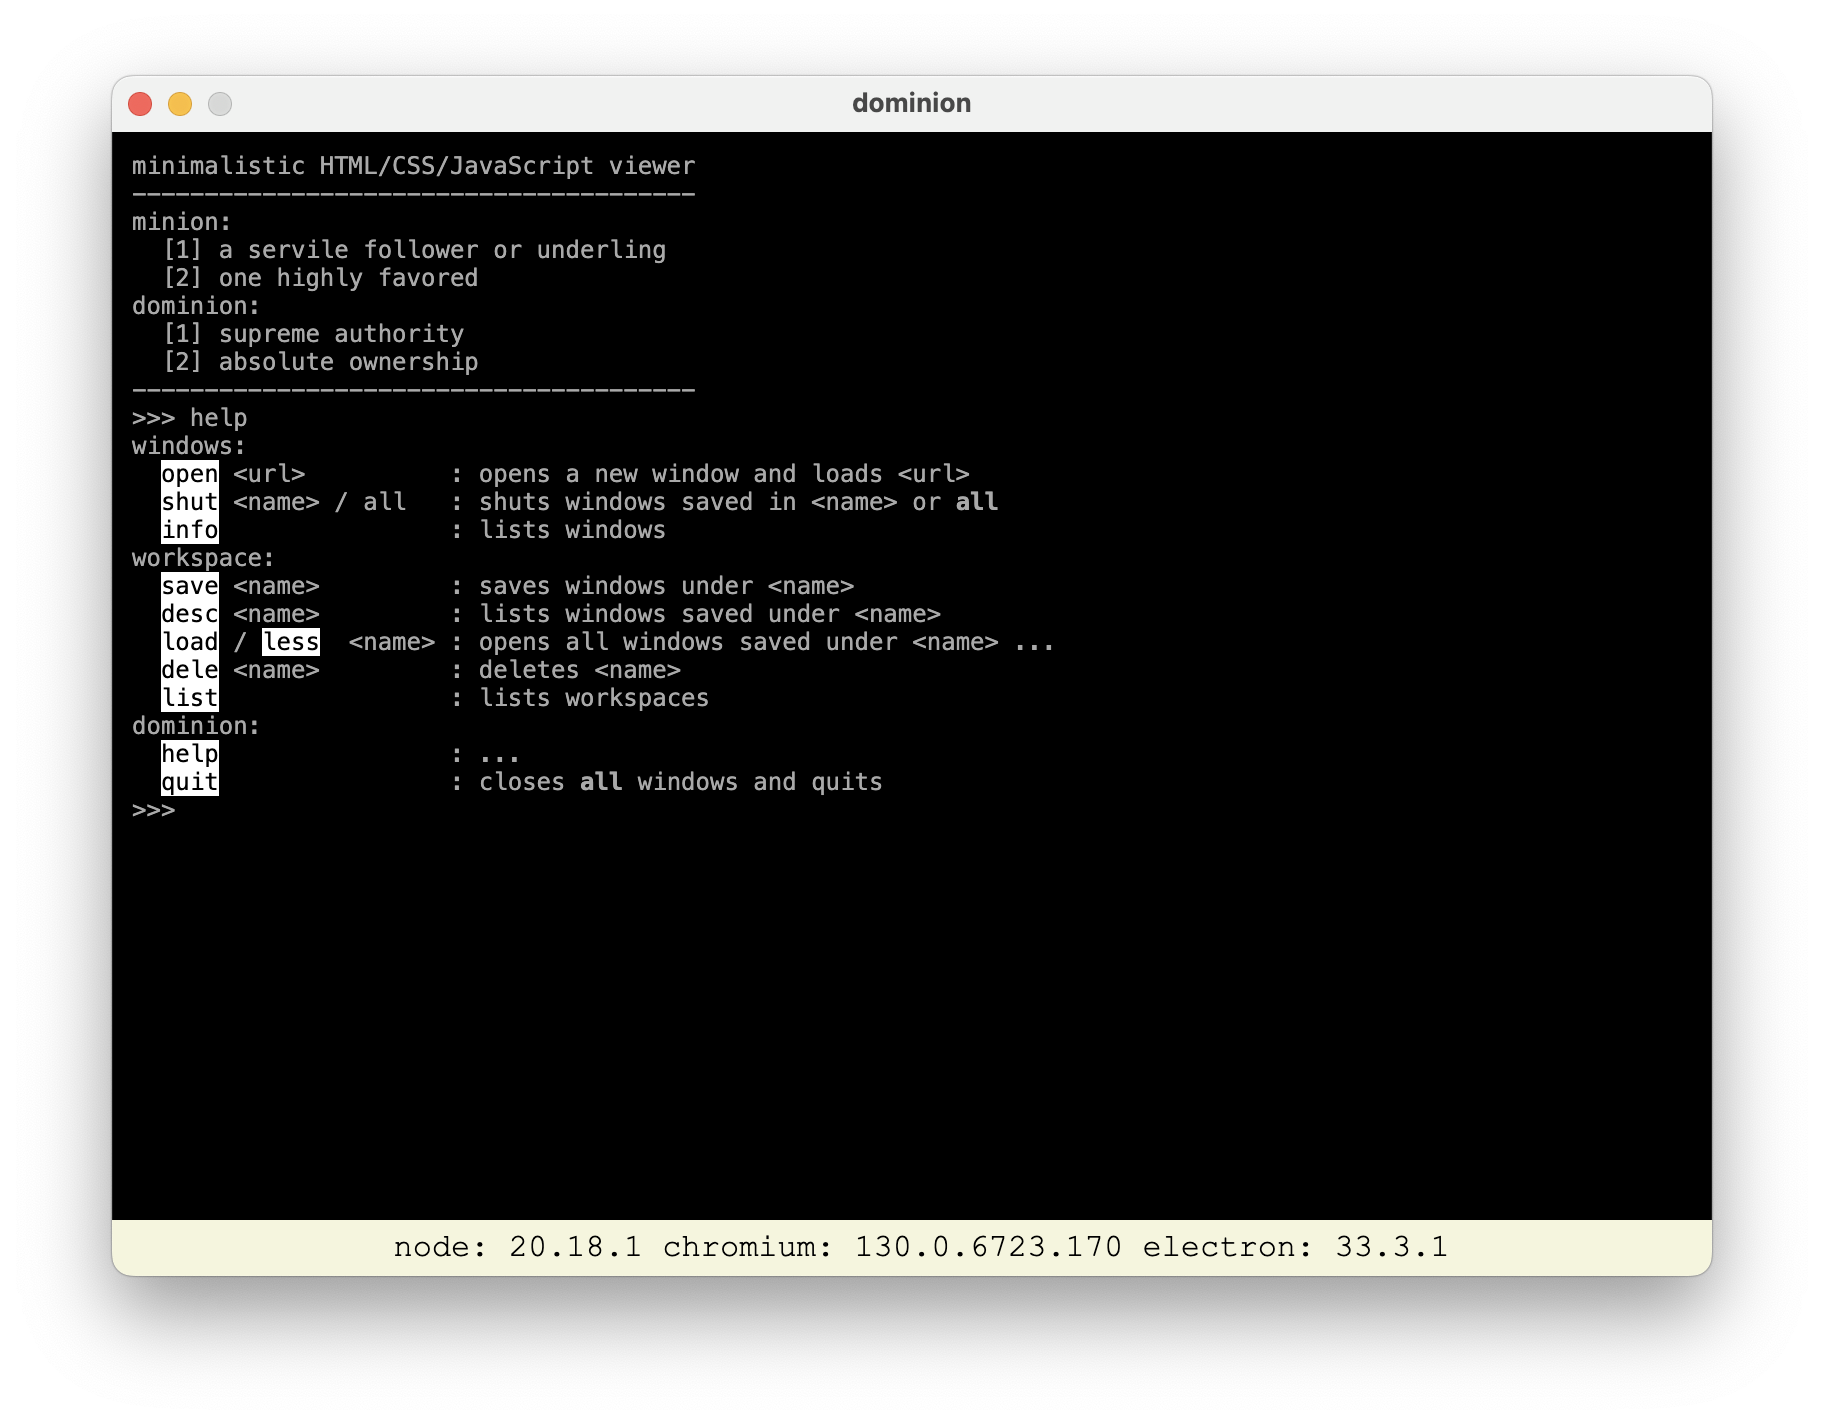 dominion
minimalistic HTML/CSS/JavaScript viewer
---------------------------------------
minion:
  [1] a servile follower or underling
  [2] one highly favored
dominion:
  [1] supreme authority
  [2] absolute ownership
---------------------------------------
>>> help
windows:
  open <url>          : opens a new window and loads <url>
  shut <name> / all   : shuts windows saved in <name> or all
  info                : lists windows
workspace:
  save <name>         : saves windows under <name>
  desc <name>         : lists windows saved under <name>
  load / less  <name> : opens all windows saved under <name> ...
  dele <name>         : deletes <name>
  list                : lists workspaces
dominion:
  help                : ...
  quit                : closes all windows and quits
>>>
node: 20.18.1 chromium: 130.0.6723.170 electron: 33.3.1